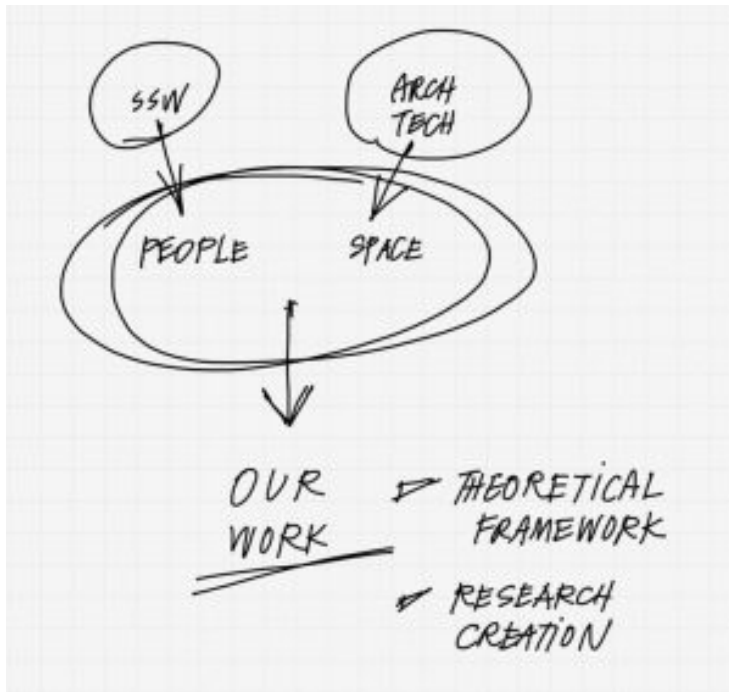 SSW
ARCH
TECH
PEOPLE
SPACE
OUR
WORK
THEORETICAL
FRAMEWORK
RESEARCH
CREATION